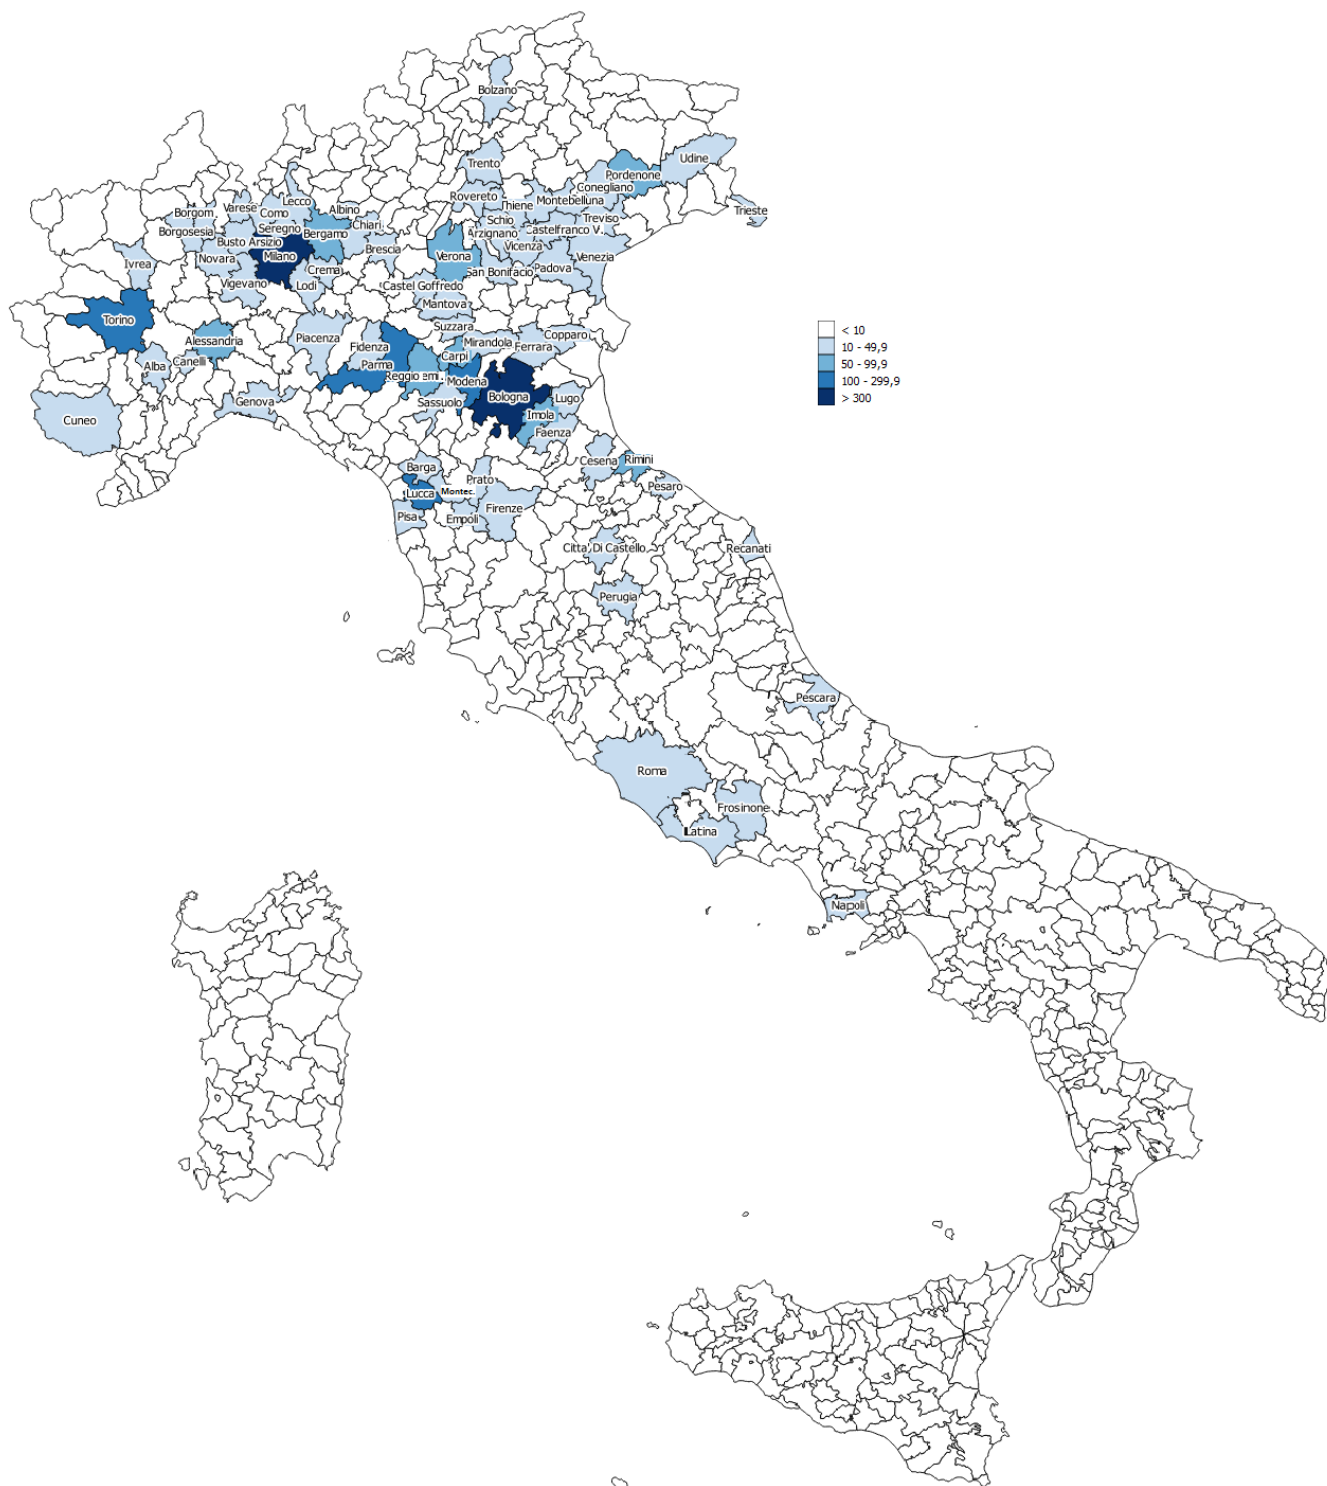 Bolzano
Udine
Trento
Pordenone
Conegliano
Rovereto
Thiene
Montebelluna
Lecco
Albino
Varese
Como
Borgom.
Trieste
Treviso
Schio
Chiari
Seregno
Borgosesia
Bergamo
Castelfranco V.
Arzignano
Busto Arsizio
Vicenza
Brescia
Milano
Verona
Venezia
Novara
Ivrea
Crema
San Bonifacio
Padova
Vigevano
Lodi
Castel Goffredo
Mantova
Torino
Suzzara
< 10
10 - 49,9
50 - 99,9
100 - 299,9
> 300
Piacenza
Copparo
Alessandria
Fidenza
Mirandola
Ferrara
Carpi
Canelli
Alba
Parma
Reggio emi.
Modena
Bologna
Lugo
Genova
Sassuolo
Imola
Cuneo
Faenza
Cesena
Rimini
Barga
Prato
Pesaro
Lucca
Montec.
Firenze
Pisa
Empoli
Citta Di Castello
Recanati
Perugia
Pescara
Roma
Frosinone
Latina
Napoli